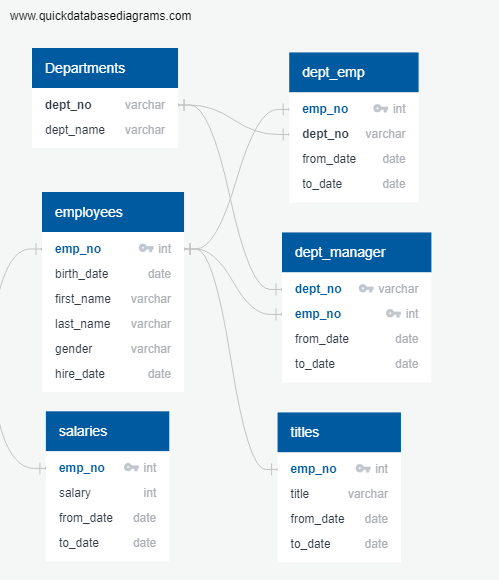 www.quickdatabasediagrams.com
Departments
dept_no varchar
dept_name varchar
dept_emp
emp_no int
dept_no varchar
from_date date
to_date date
employees
emp_no int
birth_date date
first_name varchar
last_name varchar
gender varchar
hire_date date
dept_manager
dept_no varchar
emp_no int
from_date date
to_date date
salaries
emp_no int
salary int
from_date date
to_date date
titles
emp_no int
title varchar
from_date date
to_date date